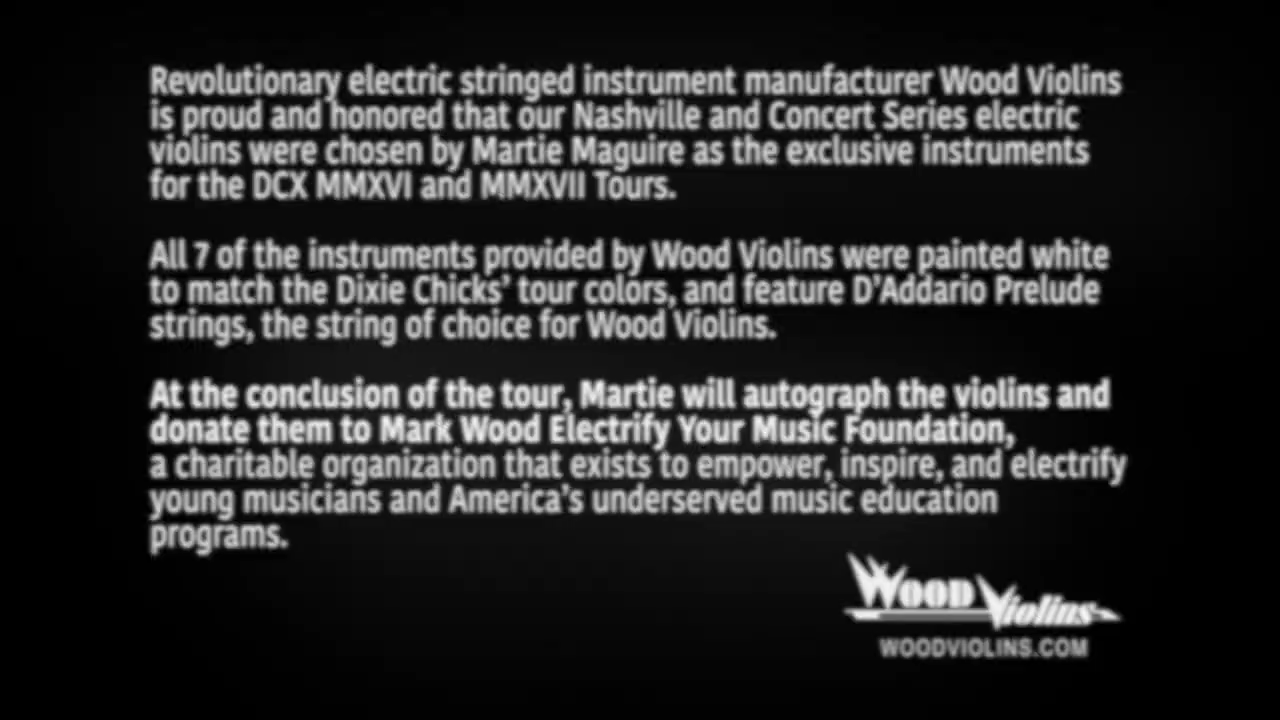 Revolutionary electric stringed instrument manufacturer Wood Violins
is proud and honored that our Nashville and Concert Series electric
violins were chosen by Martie Maguire as the exclusive instruments
for the DCX MMXVI and MMXVII Tours.
All 7 of the instruments provided by Wood Violins were painted white
to match the Dixie Chicks’ tour colors, and feature D’Addario Prelude
strings, the string of choice for Wood Violins.
At the conclusion of the tour, Martie will autograph the violins and
donate them to Mark Wood Electrify Your Music Foundation,
a charitable organization that exists to empower, inspire, and electrify
young musicians and America’s underserved music education
programs.
Wood Violins
WOODVIOLINS.COM